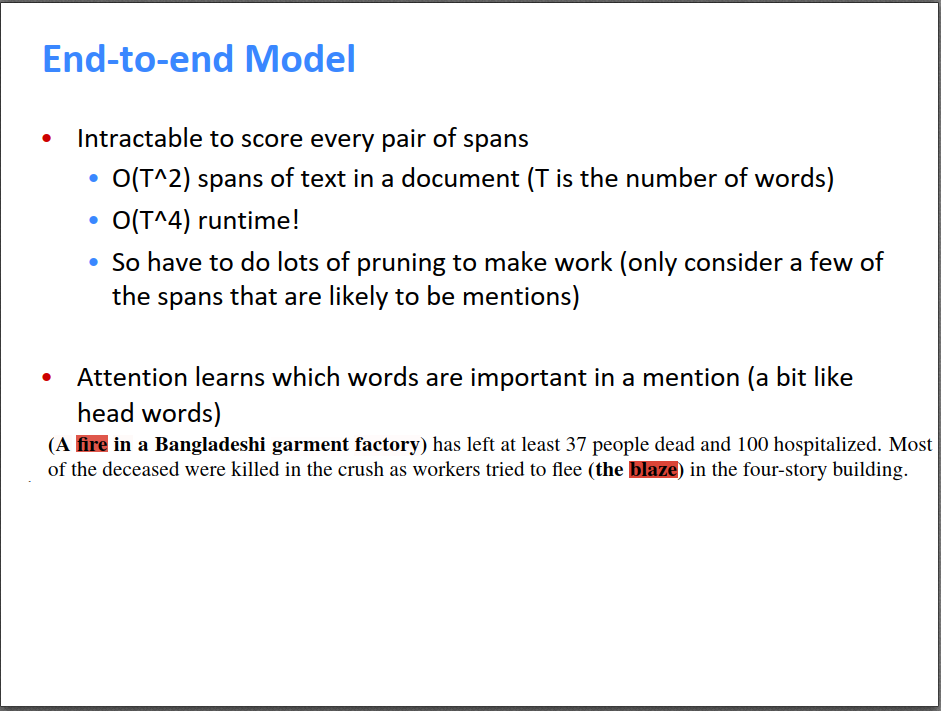 End-to-end Model
• Intractable to score every pair of spans
• O(T^2) spans of text in a document (T is the number of words)
• O(T^4) runtime!
• So have to do lots of pruning to make work (only consider a few of
the spans that are likely to be mentions)
• Attention learns which words are important in a mention (a bit like
head words)
(A fire in a Bangladeshi garment factory) has left at least 37 people dead and 100 hospitalized. Most
of the deceased were killed in the crush as workers tried to flee (the blaze) in the four-story building.